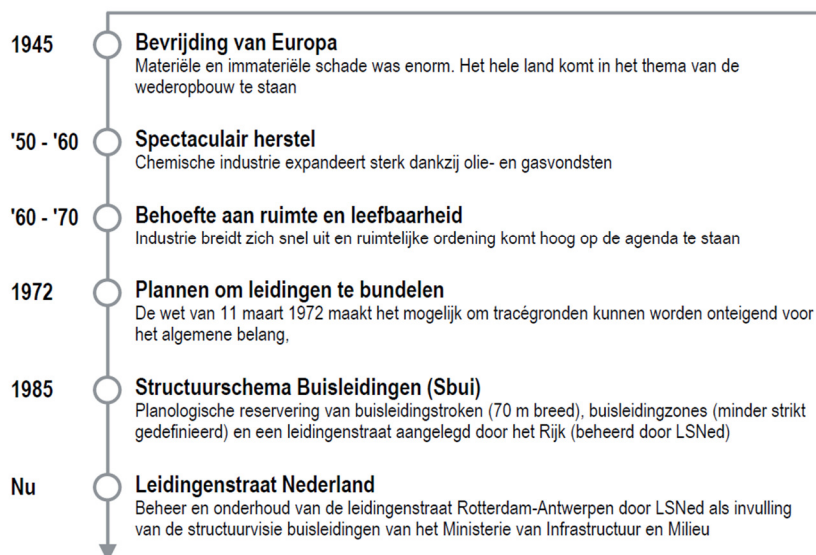 1945
Bevrijding van Europa
Materiële en immateriële schade was enorm. Het hele land komt in het thema van de
wederopbouw te staan
'50 - '60
Spectaculair herstel
Chemische industrie expandeert sterk dankzij olie- en gasvondsten
'60 - '70
Behoefte aan ruimte en leefbaarheid
Industrie breidt zich snel uit en ruimtelijke ordening komt hoog op de agenda te staan
1972
Plannen om leidingen te bundelen
De wet van 11 maart 1972 maakt het mogelijk om tracégronden kunnen worden onteigend voor
het algemene belang,
1985
Structuurschema Buisleidingen (Sbui)
Planologische reservering van buisleidingstroken (70 m breed), buisleidingzones (minder strikt
gedefinieerd) en een leidingenstraat aangelegd door het Rijk (beheerd door LSNed)
Nu
Leidingenstraat Nederland
Beheer en onderhoud van de leidingenstraat Rotterdam-Antwerpen door LSNed als invulling
van de structuurvisie buisleidingen van het Ministerie van Infrastructuur en Milieu